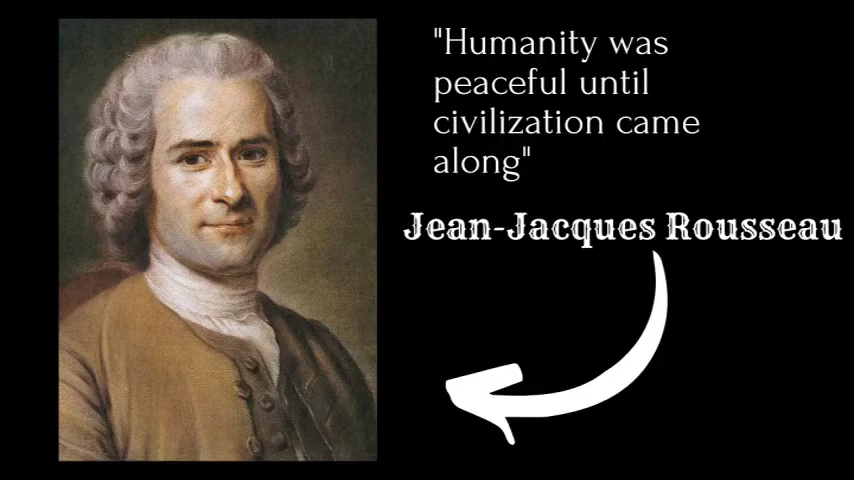 "Humanity was
peaceful until
civilization came
along"
Jean-Jacques Rousseau